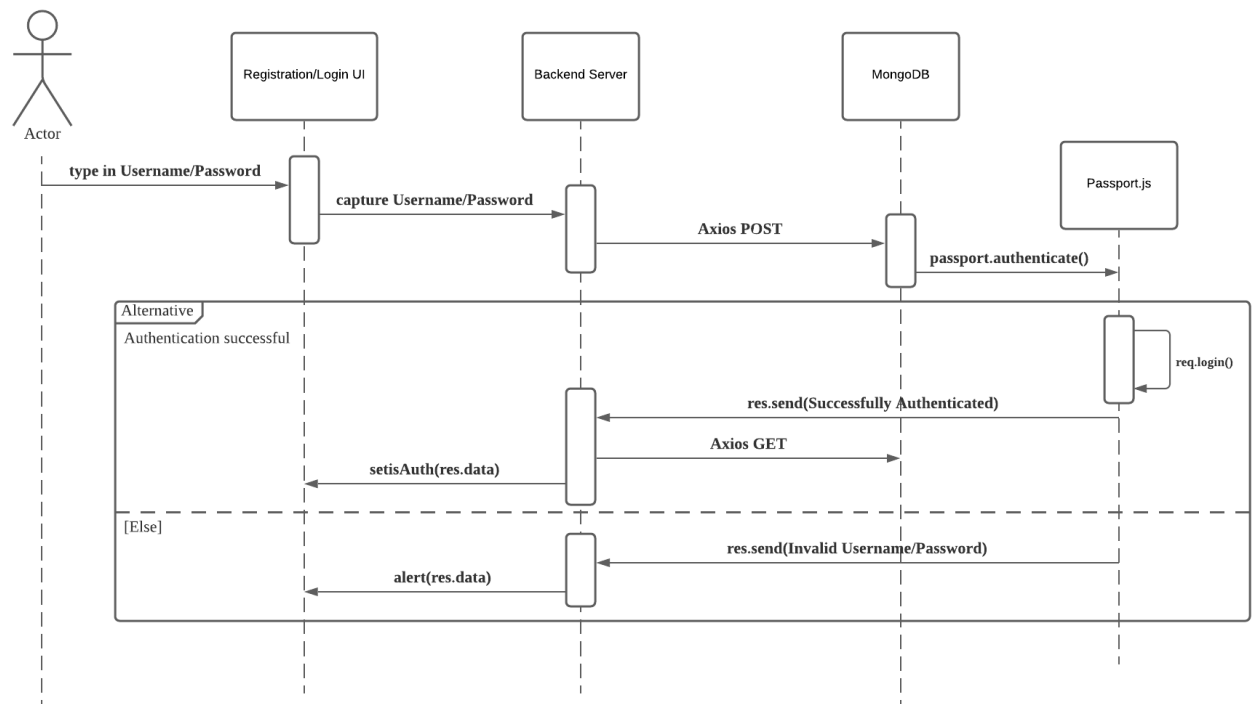 Actor
Registration/Login UI
Backend Server
MongoDB
Passport.js
type in Username/Password
capture Username/Password
Axios POST
passport.authenticate()
Alternative
Authentication successful
req.login()
res.send(Successfully Authenticated)
Axios GET
setisAuth(res.data)
[Else]
res.send(Invalid Username/Password)
alert(res.data)